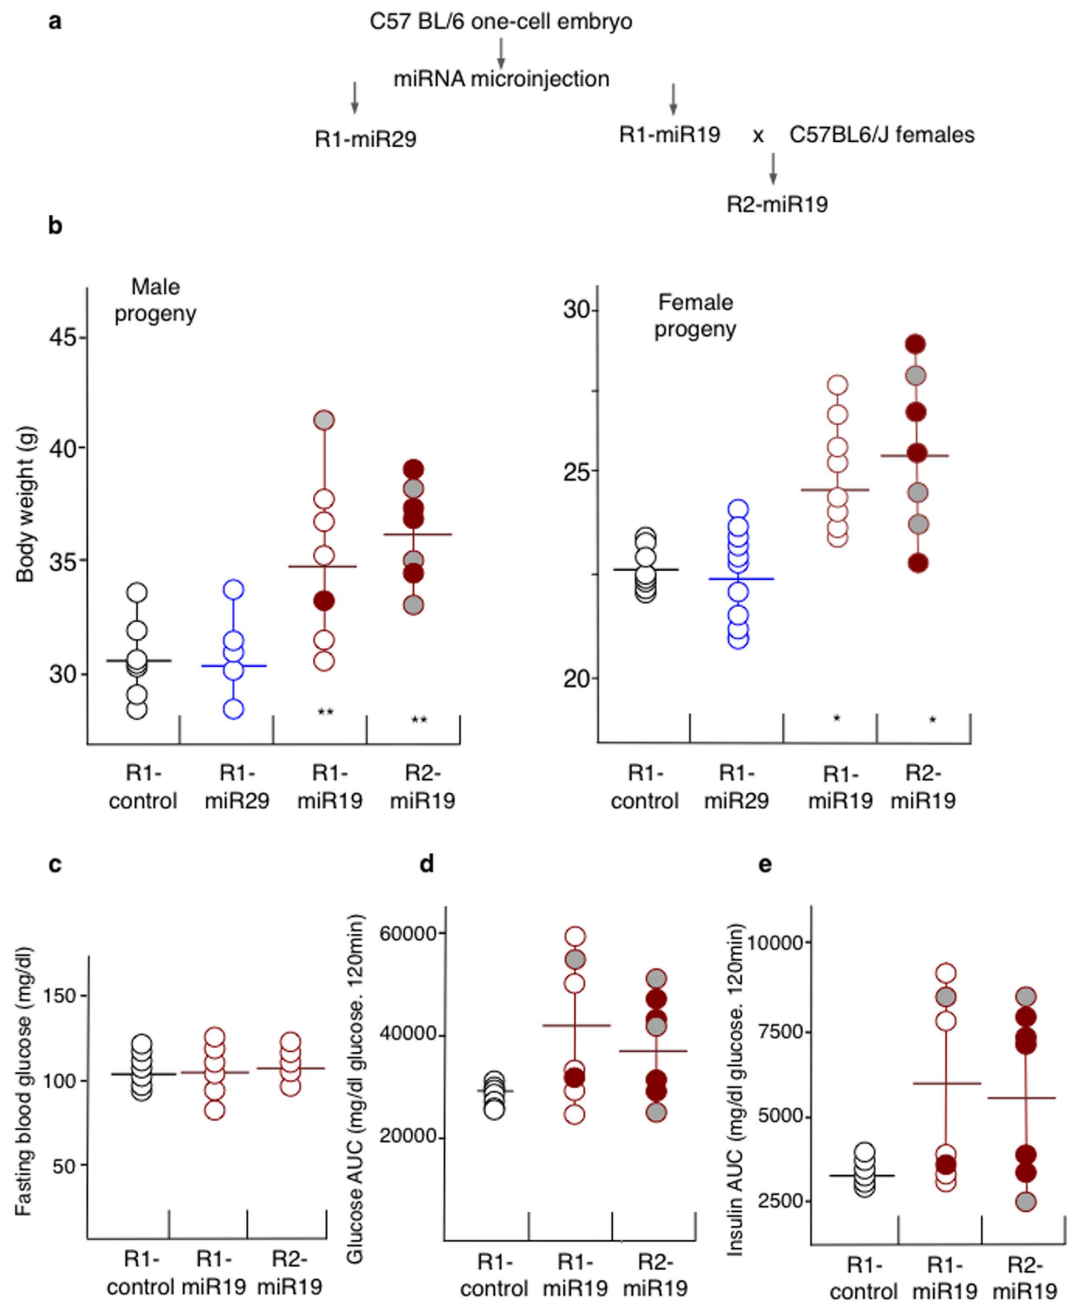 a
C57 BL/6 one-cell embryo
miRNA microinjection
R1-miR29
R1-miR19 x C57BL6/J females
R2-miR19
b
Male
progeny
Body weight (g)
45
40
35
30
**
**
R1-
control
R1-
miR29
R1-
miR19
R2-
miR19
Female
progeny
30
25
20
*
*
R1-
control
R1-
miR29
R1-
miR19
R2-
miR19
c
Fasting blood glucose (mg/dl)
150
100
50
R1-
control
R1-
miR19
R2-
miR19
d
Glucose AUC (mg/dl glucose. 120min)
60000
40000
20000
R1-
control
R1-
miR19
R2-
miR19
e
Insulin AUC (mg/dl glucose. 120min)
10000
7500
5000
2500
R1-
control
R1-
miR19
R2-
miR19